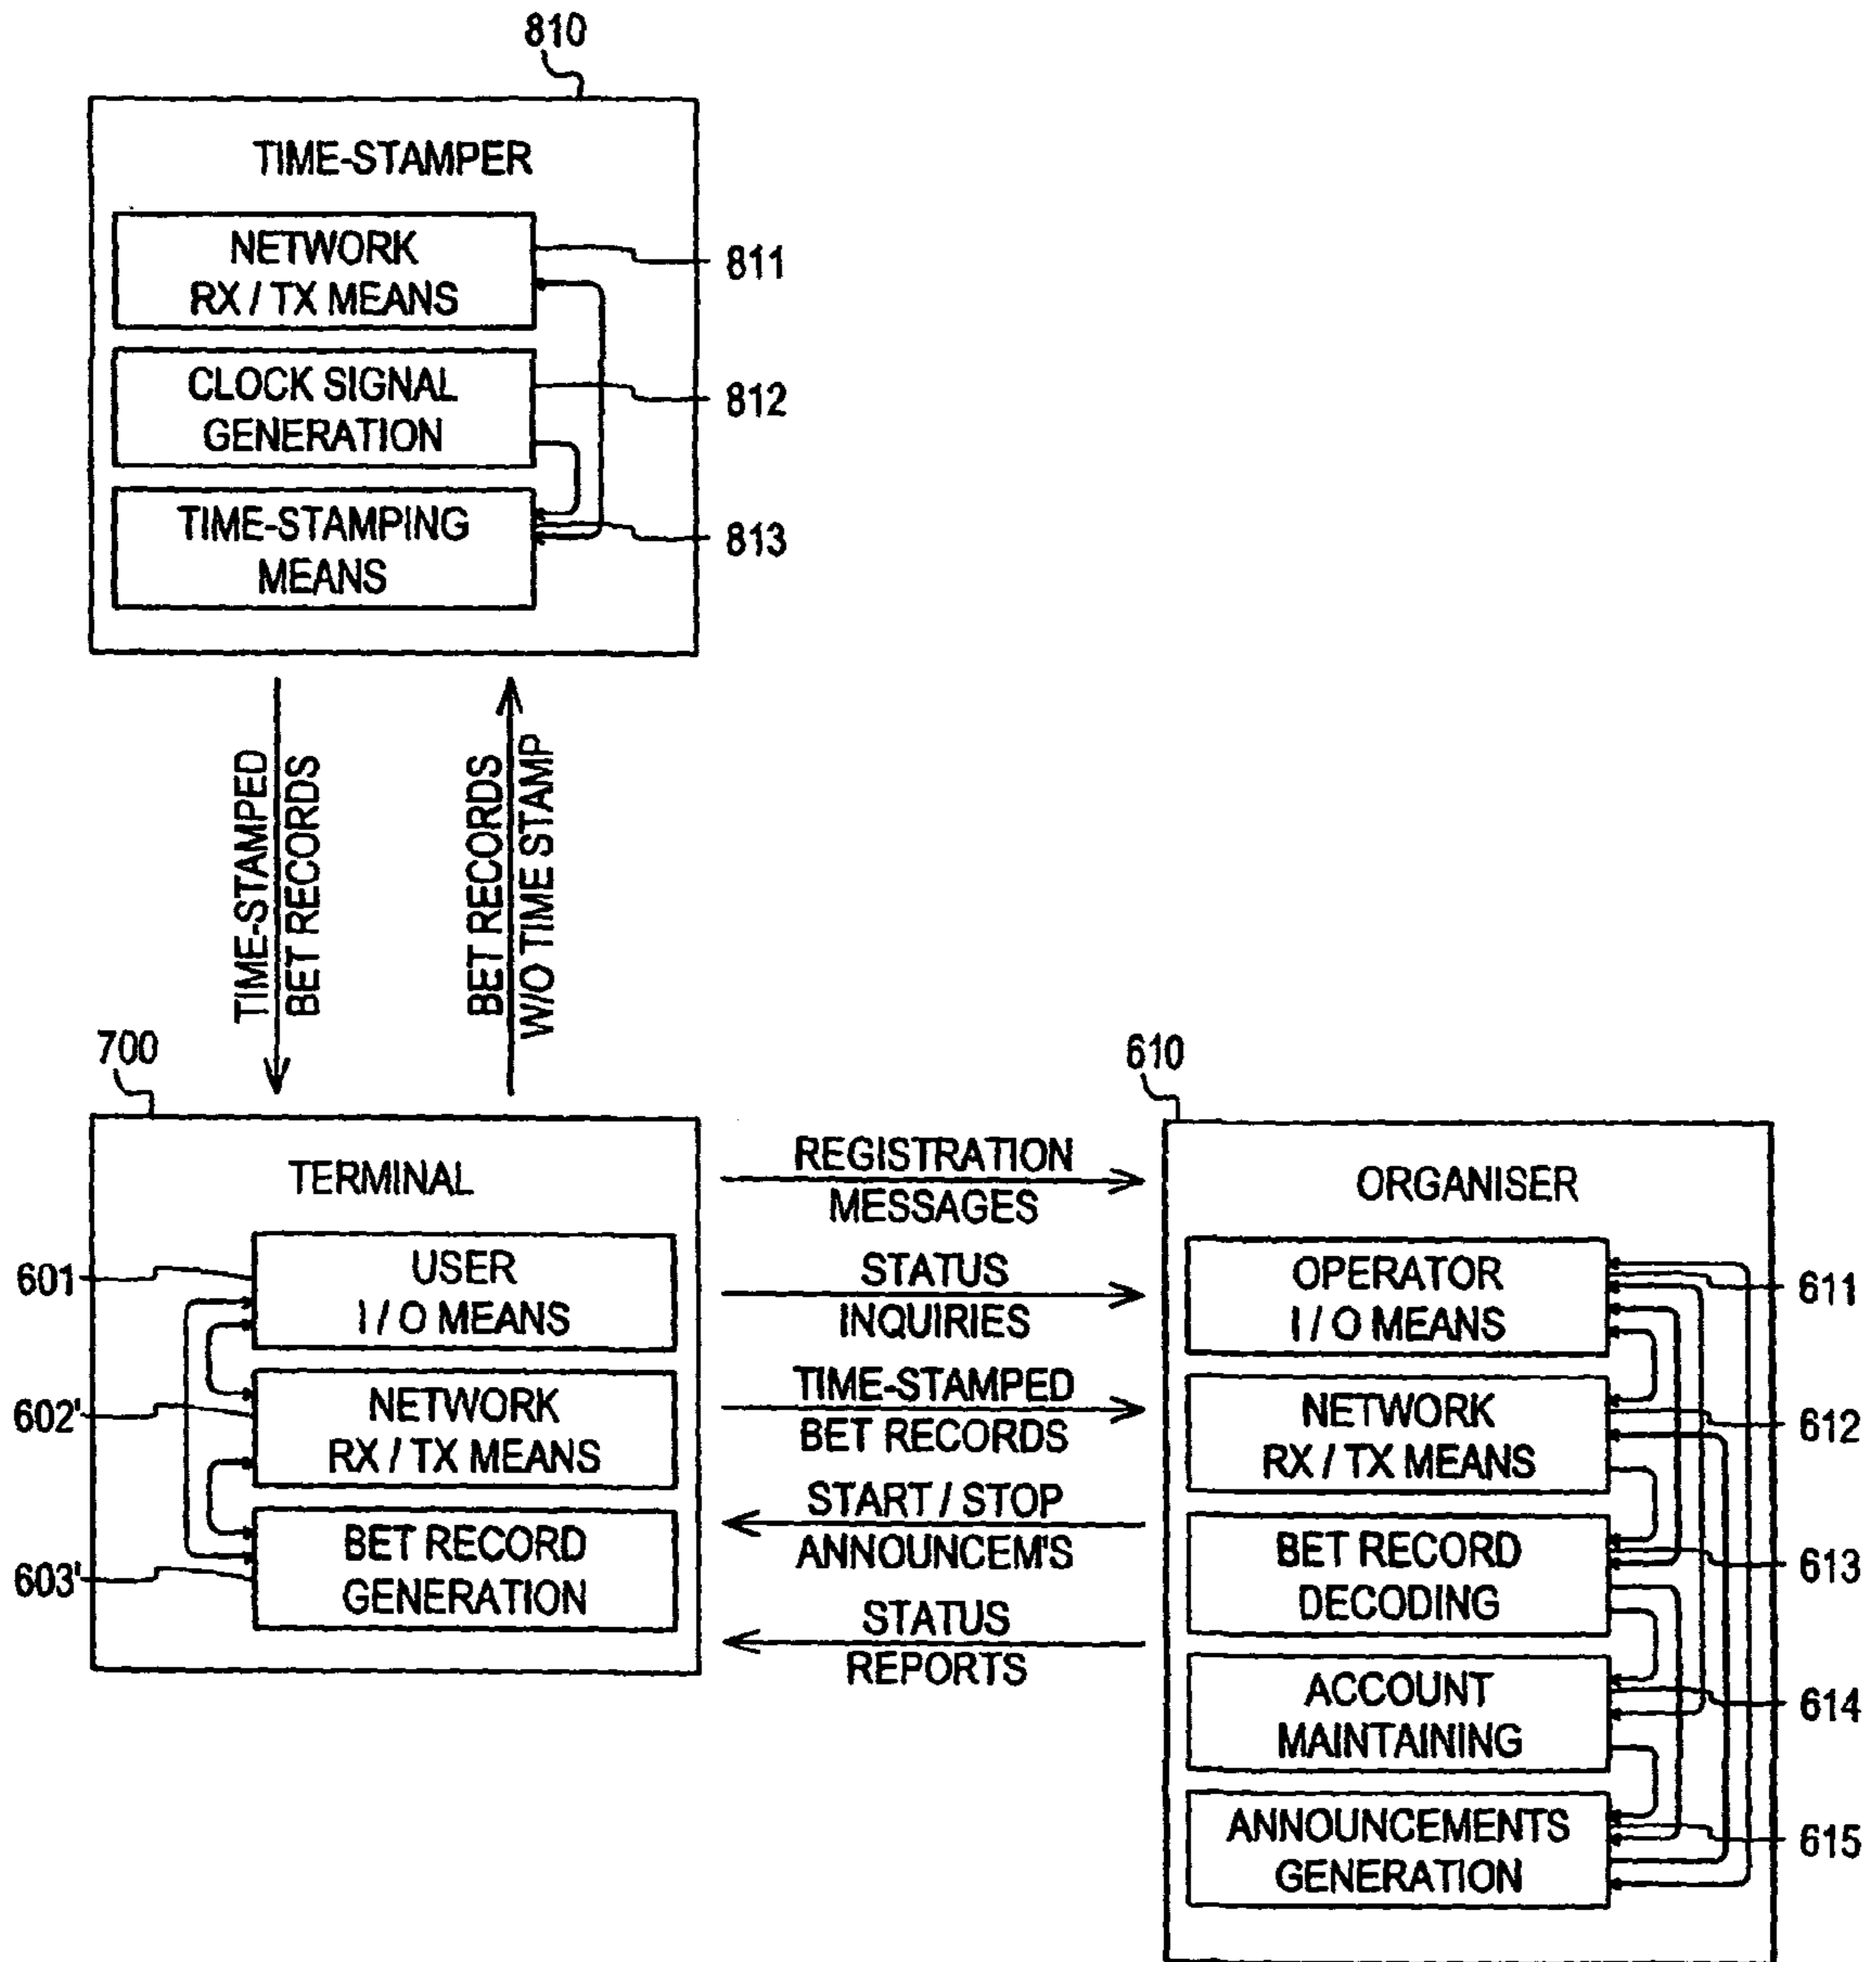 810
TIME-STAMPER
NETWORK
RX / TX MEANS
811
CLOCK SIGNAL
GENERATION
812
TIME-STAMPING
MEANS
813
TIME-STAMPED
BET RECORDS
BET RECORDS
W/O TIME STAMP
700
TERMINAL
601
USER
I / O MEANS
602'
NETWORK
RX / TX MEANS
603'
BET RECORD
GENERATION
REGISTRATION
MESSAGES
STATUS
INQUIRIES
TIME-STAMPED
BET RECORDS
START / STOP
ANNOUNCEM'S
STATUS
REPORTS
610
ORGANISER
OPERATOR
I / O MEANS
611
NETWORK
RX / TX MEANS
612
BET RECORD
DECODING
613
ACCOUNT
MAINTAINING
614
ANNOUNCEMENTS
GENERATION
615